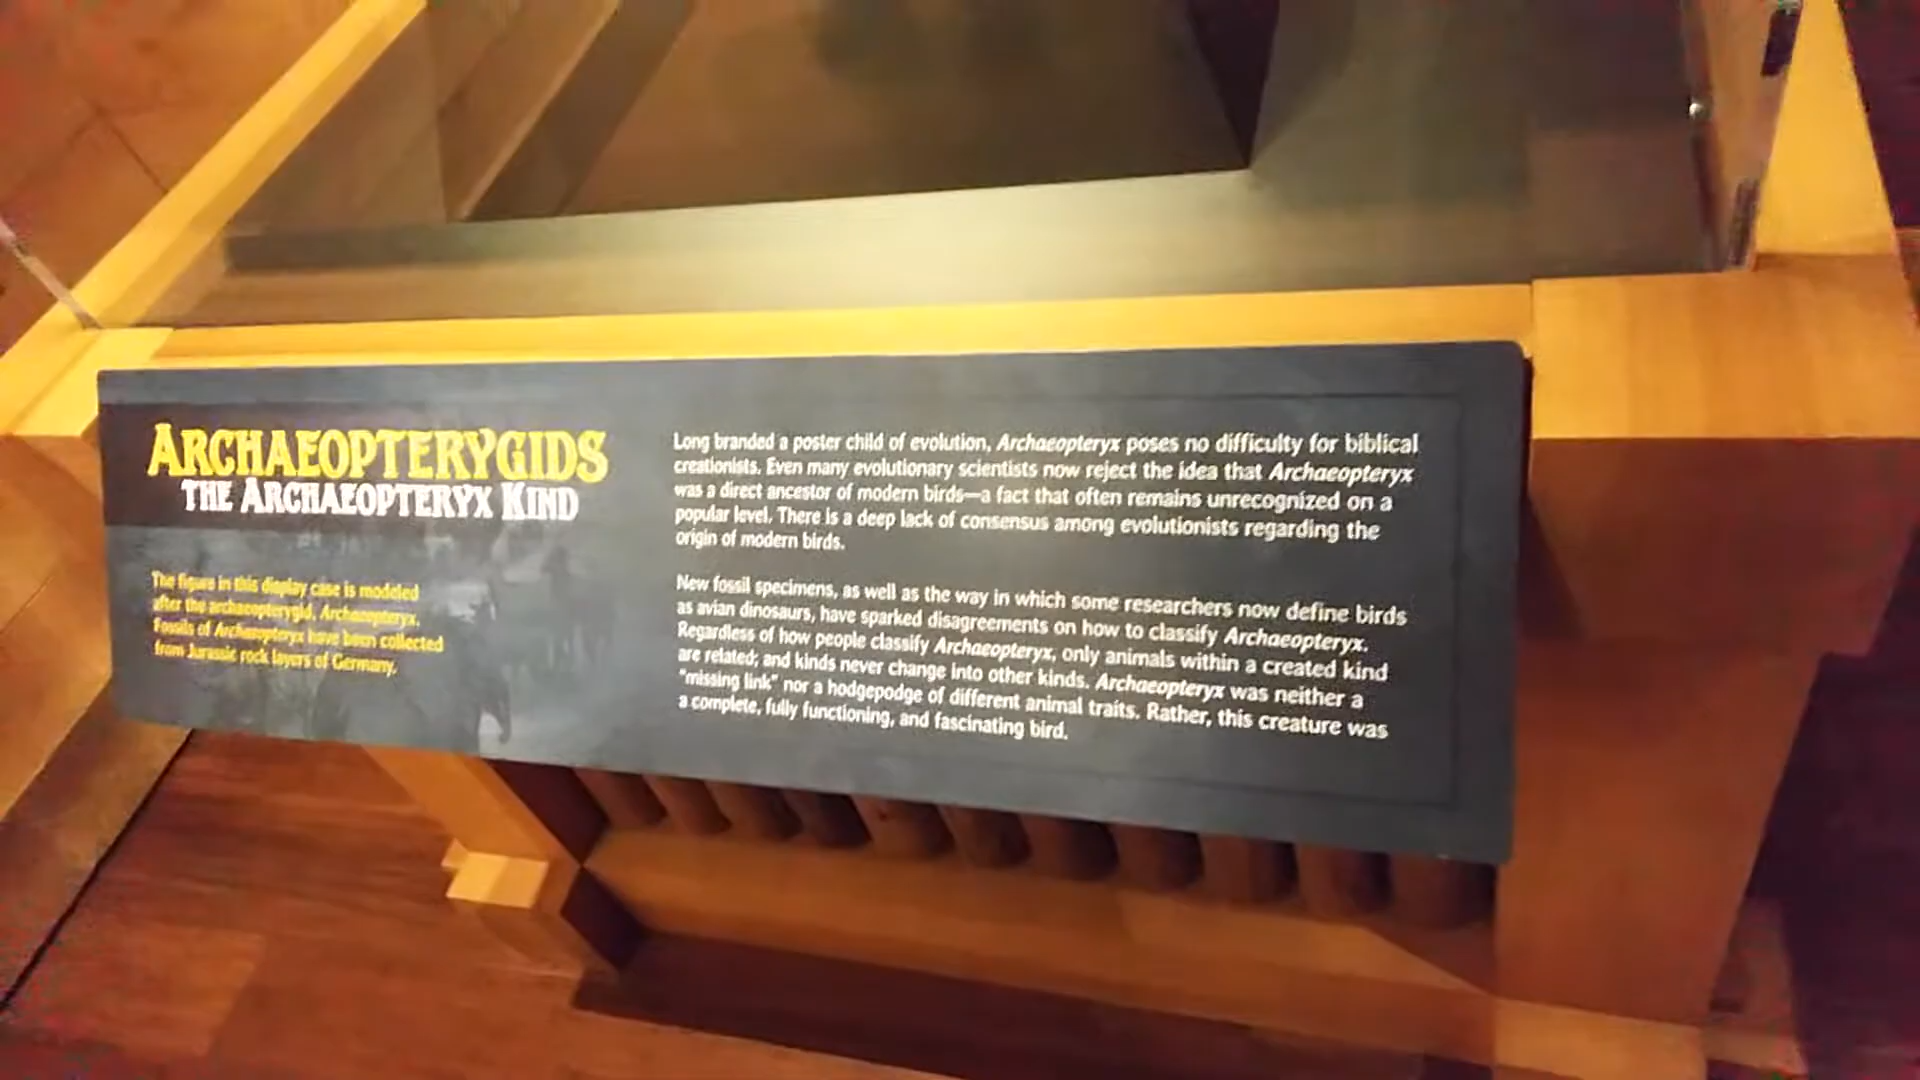 ARCHAEOPTERYGIDS
THE ARCHAEOPTERYX KIND
The figure in this display case is modeled
after the archaeopterygid, Archaeopteryx.
Fossils of Archaeopteryx have been collected
from Jurassic rock layers of Germany.
Long branded a poster child of evolution, Archaeopteryx poses no difficulty for biblical
creationists. Even many evolutionary scientists now reject the idea that Archaeopteryx
was a direct ancestor of modern birds—a fact that often remains unrecognized on a
popular level. There is a deep lack of consensus among evolutionists regarding the
origin of modern birds.
New fossil specimens, as well as the way in which some researchers now define birds
as avian dinosaurs, have sparked disagreements on how to classify Archaeopteryx.
Regardless of how people classify Archaeopteryx, only animals within a created kind
are related; and kinds never change into other kinds. Archaeopteryx was neither a
"missing link" nor a hodgepodge of different animal traits. Rather, this creature was
a complete, fully functioning, and fascinating bird.